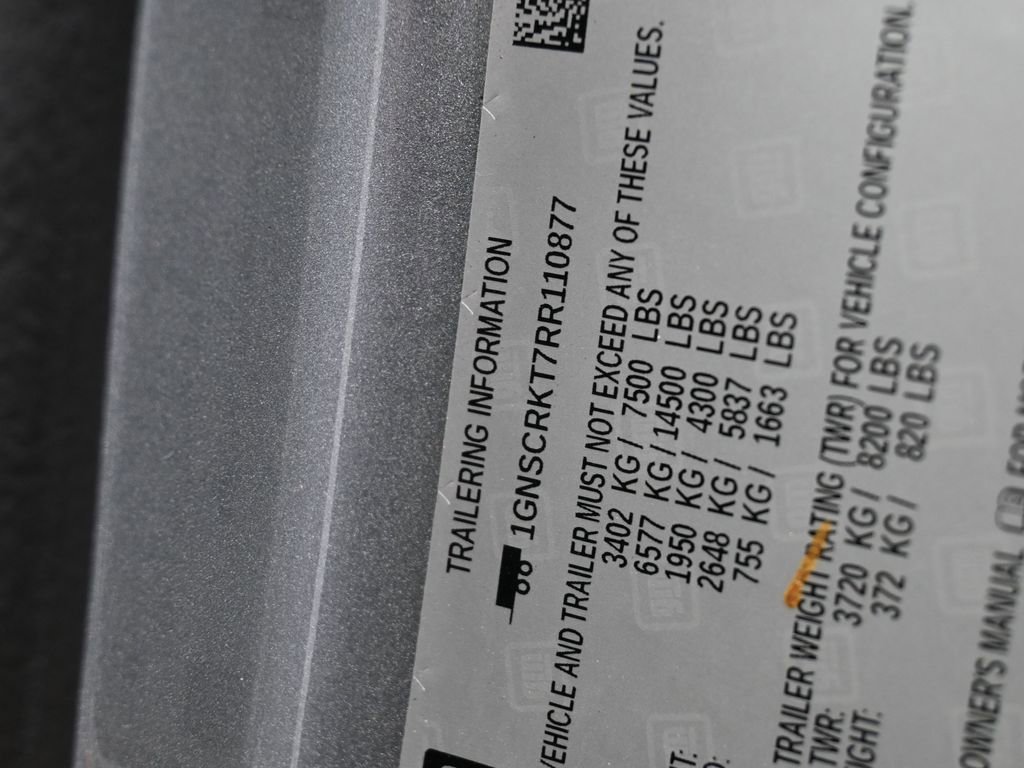 TRAILERING INFORMATION
1GNSCRKT7RR110877
VEHICLE AND TRAILER MUST NOT EXCEED ANY OF THESE VALUES.
3402 KG / 7500 LBS
6577 KG / 14500 LBS
1950 KG / 4300 LBS
2648 KG / 5837 LBS
755 KG / 1663 LBS
TRAILER WEIGHT RATING (TWR) FOR VEHICLE CONFIGURATION.
TWR: 3720 KG / 8200 LBS
372 KG / 820 LBS
OWNER'S MANUAL FOR